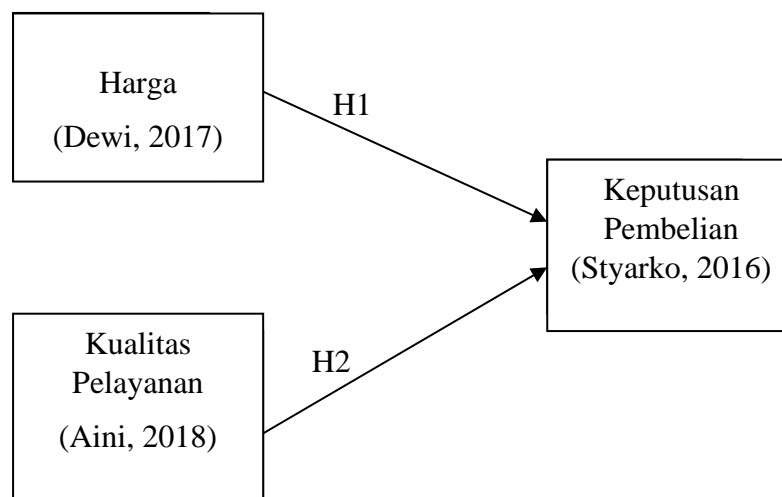 Harga
(Dewi, 2017)
H1
Keputusan
Pembelian
(Styarko, 2016)
Kualitas
Pelayanan
(Aini, 2018)
H2